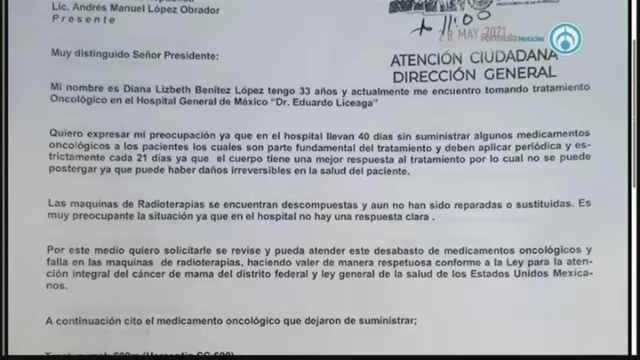 Lic. Andrés Manuel López Obrador
Presente
11:00
28 MAY 2021
Fórmula Noticias
ATENCIÓN CIUDADANA
DIRECCIÓN GENERAL
Muy distinguido Señor Presidente:
Mi nombre es Diana Lizbeth Benítez López tengo 33 años y actualmente me encuentro tomando tratamiento
Oncológico en el Hospital General de México “Dr. Eduardo Liceaga”
Quiero expresar mi preocupación ya que en el hospital llevan 40 días sin suministrar algunos medicamentos
oncológicos a los pacientes los cuales son parte fundamental del tratamiento y deben aplicar periódica y es-
trictamente cada 21 días ya que el cuerpo tiene una mejor respuesta al tratamiento por lo cual no se puede
postergar ya que puede haber daños irreversibles en la salud del paciente.
Las maquinas de Radioterapias se encuentran descompuestas y aun no han sido reparadas o sustituidas. Es
muy preocupante la situación ya que en el hospital no hay una respuesta clara .
Por este medio quiero solicitarle se revise y pueda atender este desabasto de medicamentos oncológicos y
falla en las maquinas de radioterapias, haciendo valer de manera respetuosa conforme a la Ley para la aten-
ción integral del cáncer de mama del distrito federal y ley general de la salud de los Estados Unidos Mexica-
nos.
A continuación cito el medicamento oncológico que dejaron de suministrar;